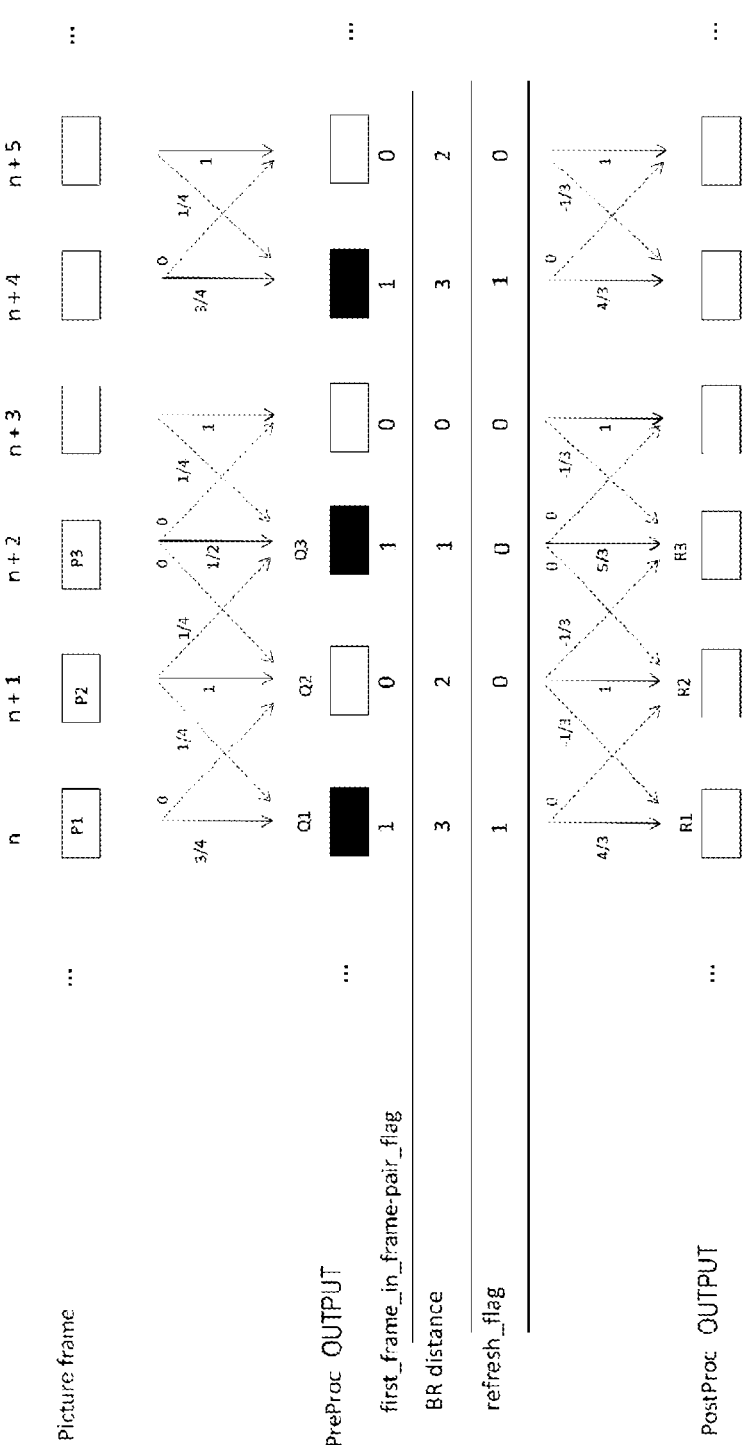 n n + 1 n + 2 n + 3 n + 4 n + 5
Picture frame ... P1 P2 P3 ...
0 1/4 1/4 0 0 1/4 0 1/4
3/4 1 1/2 1 3/4 1
Q1 Q2 Q3
PreProc OUTPUT ... ...
first_frame_in_frame-pair_flag 1 0 1 0 1 0
BR distance 3 2 1 0 3 2
refresh_flag 1 0 0 0 1 0
0 -1/3 -1/3 0 0 -1/3 0 -1/3
4/3 1 5/3 1 4/3 1
R1 R2 R3
PostProc OUTPUT ... ...